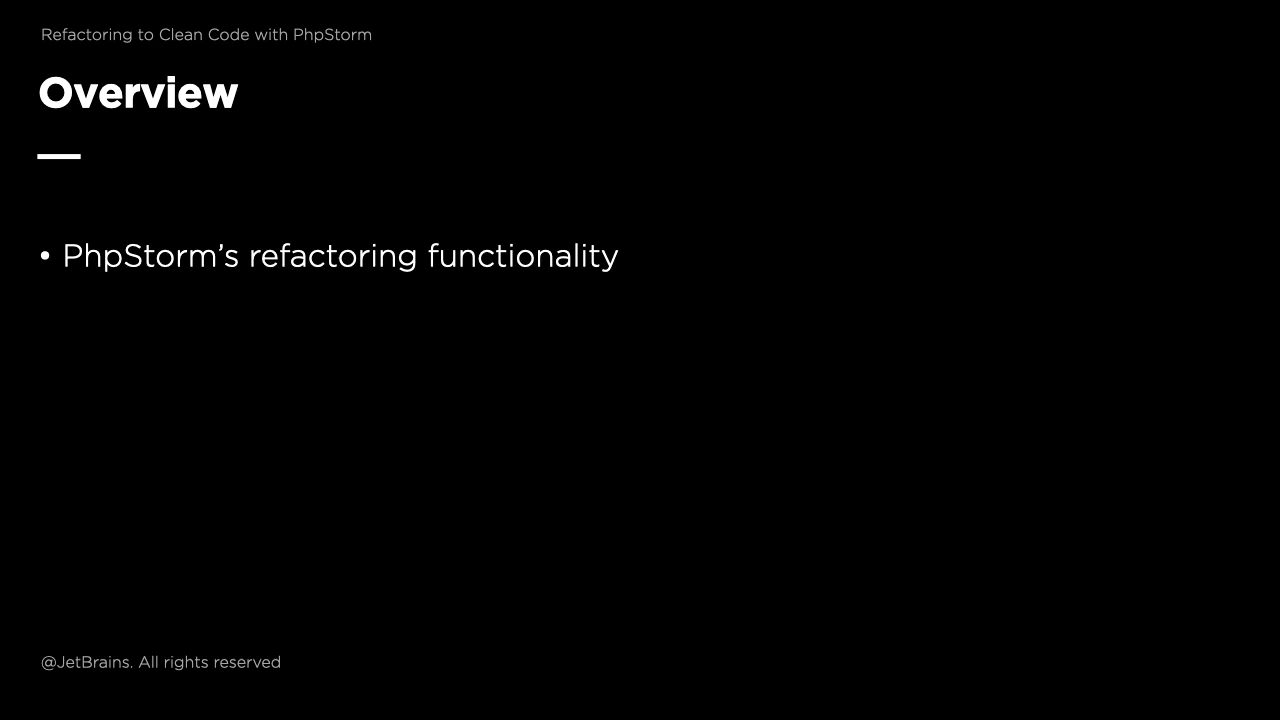 Refactoring to Clean Code with PhpStorm
Overview
• PhpStorm’s refactoring functionality
@JetBrains. All rights reserved